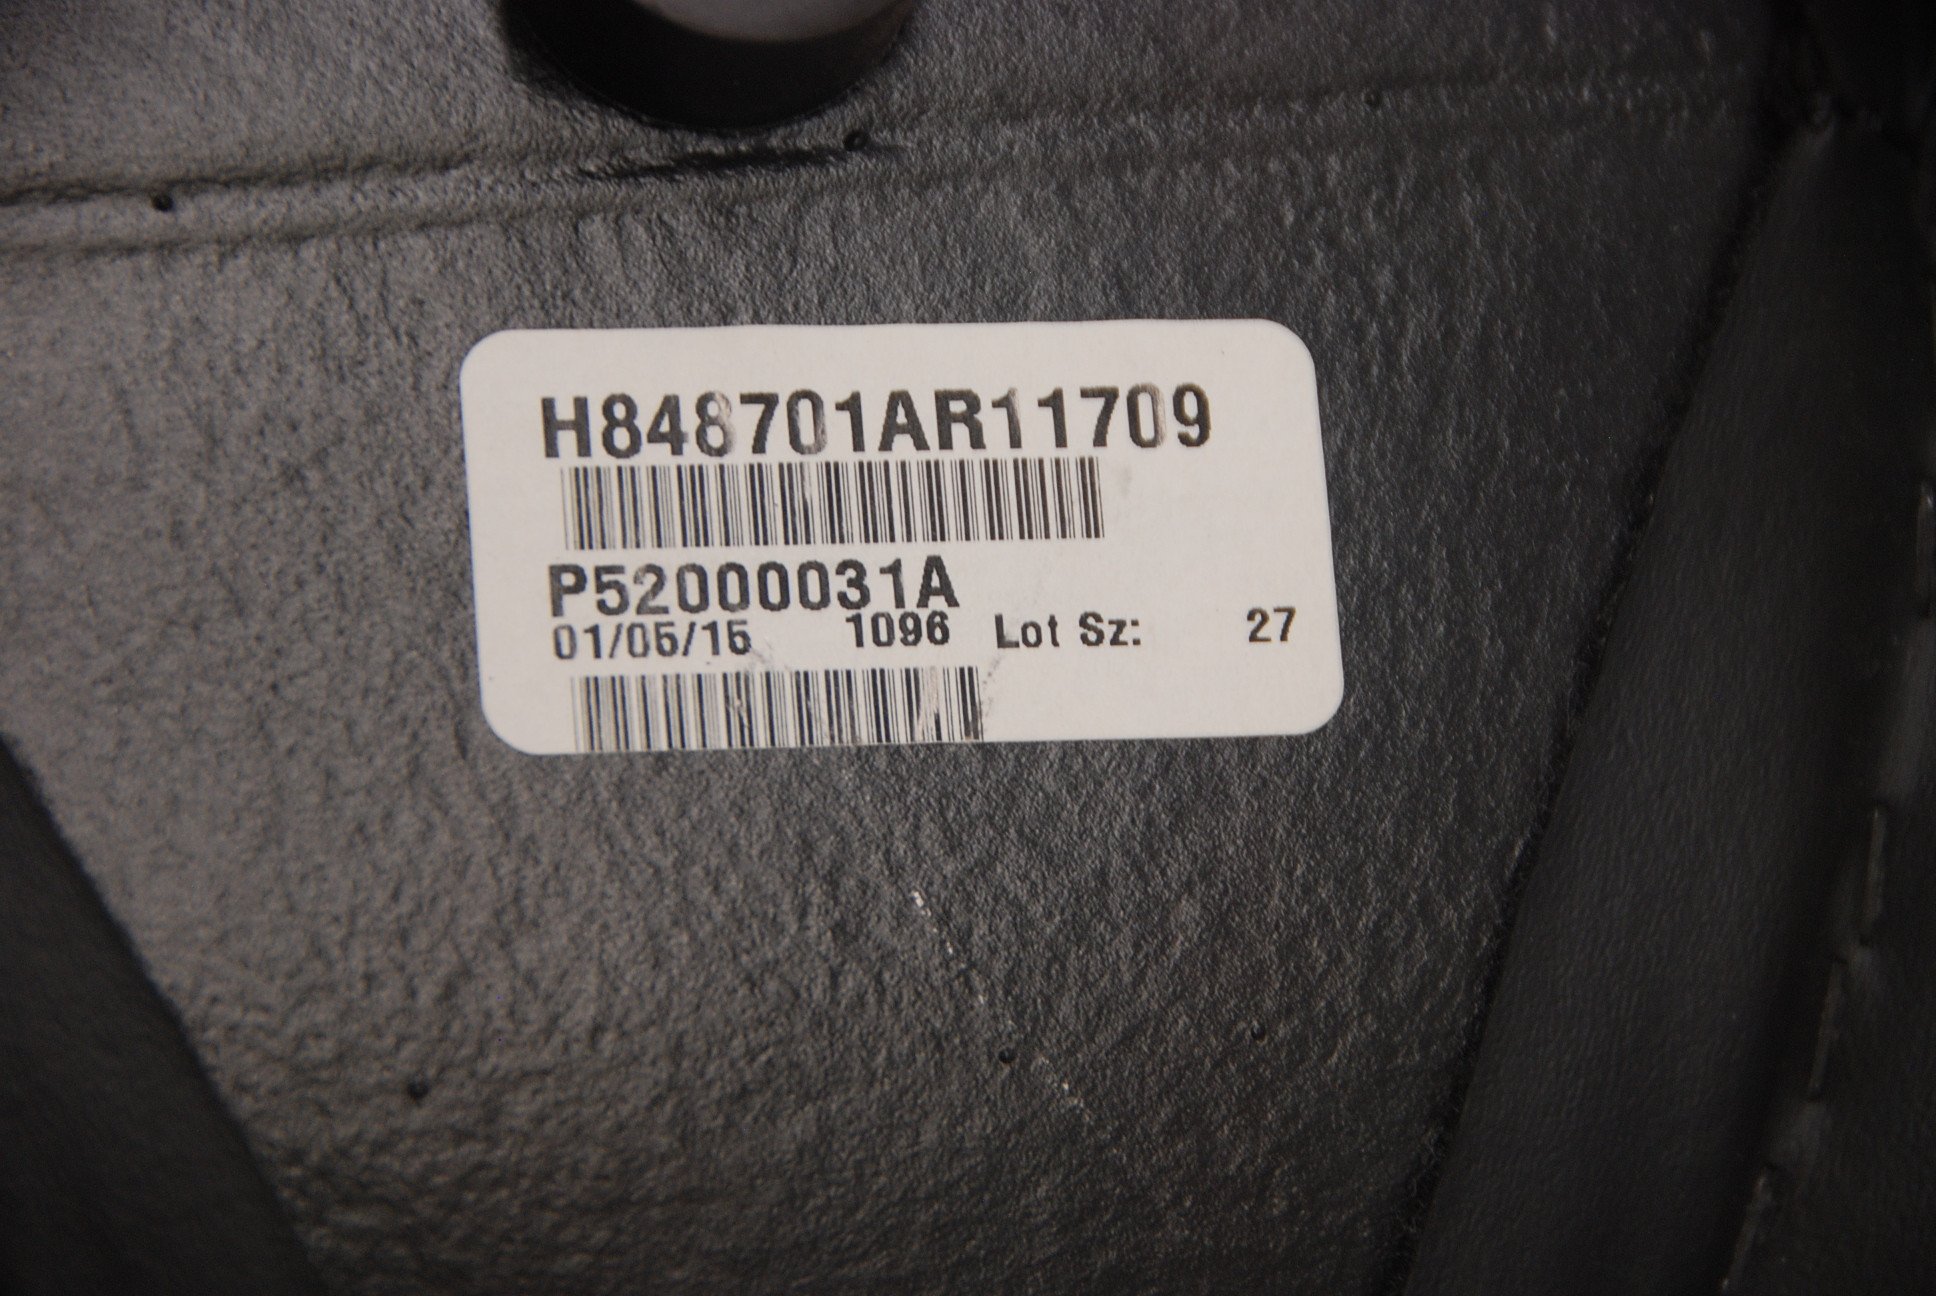 H848701AR11709
P52000031A
01/05/15 1096 Lot Sz: 27